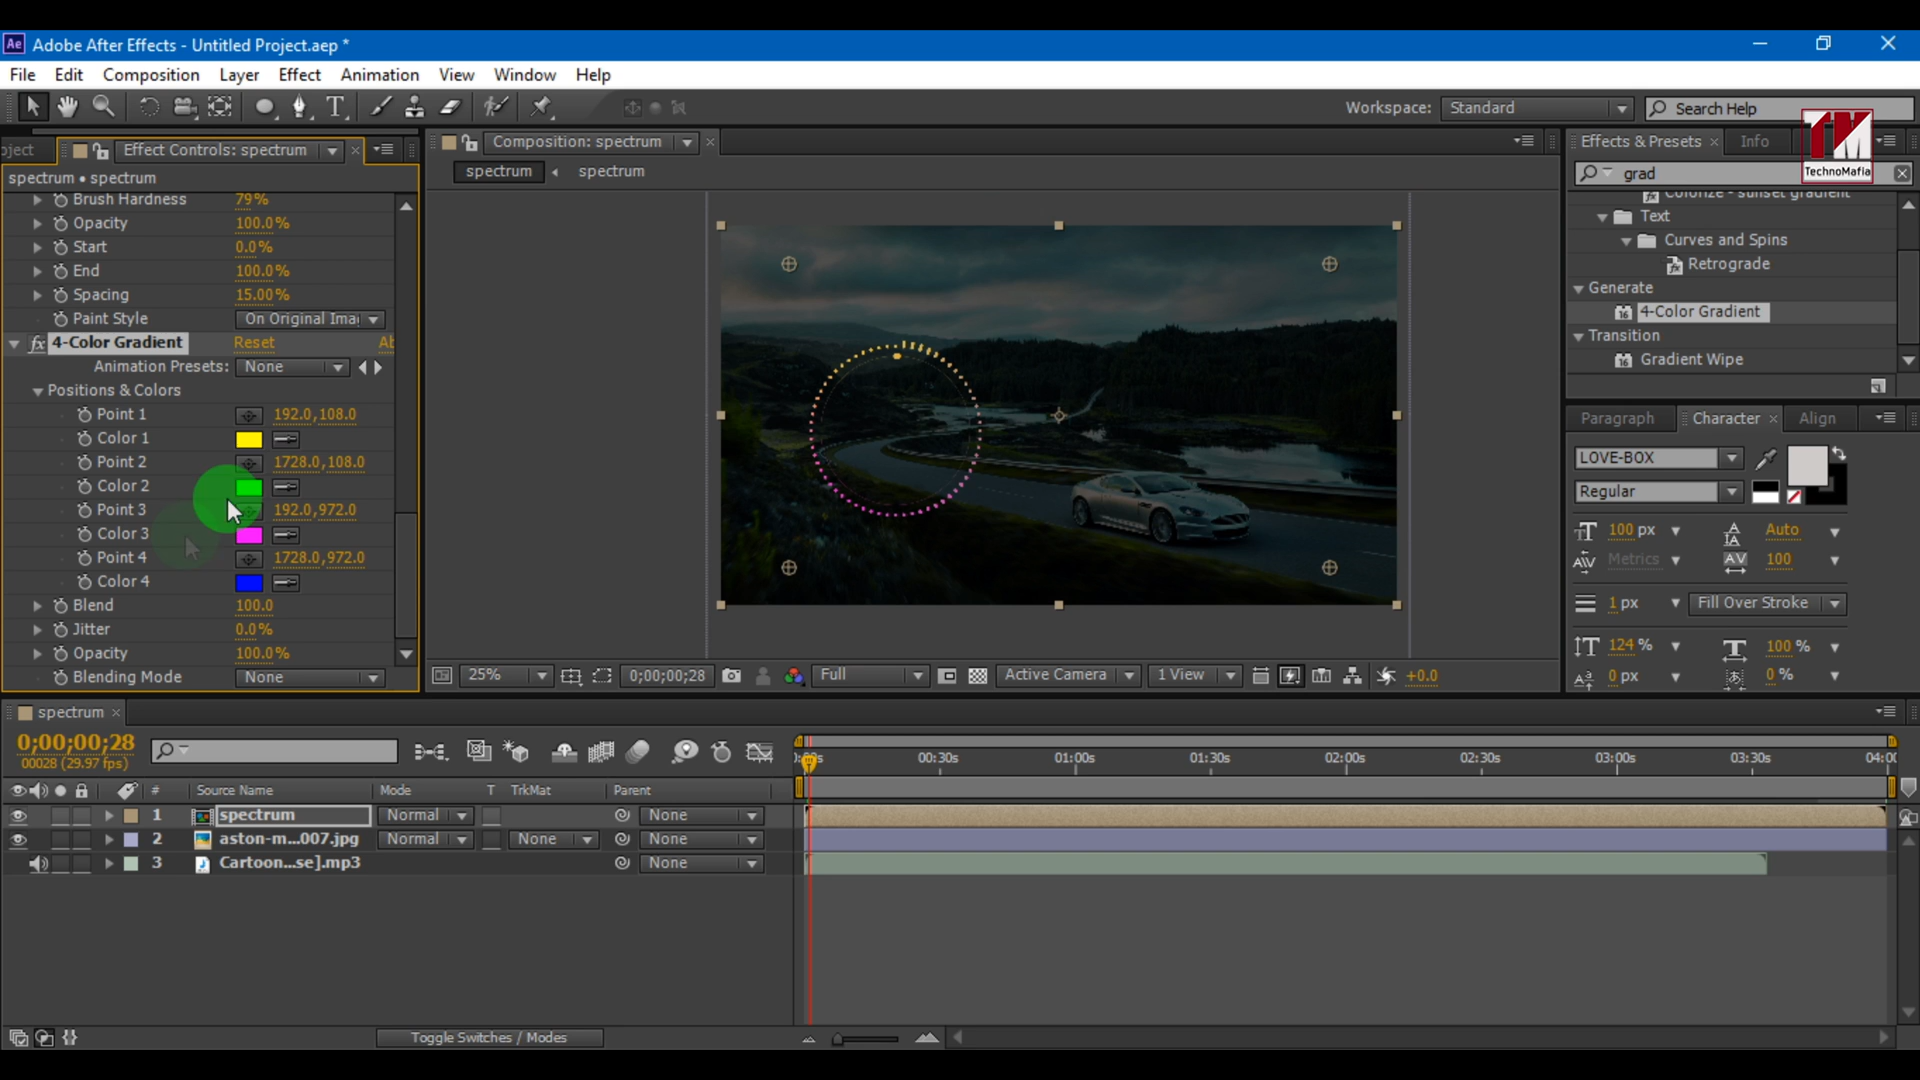 Ae Adobe After Effects - Untitled Project.aep *
File Edit Composition Layer Effect Animation View Window Help
T Workspace: Standard Search Help
TM
TechnoMafia
oject Effect Controls: spectrum
spectrum • spectrum
Brush Hardness 79%
Opacity 100.0%
Start 0.0%
End 100.0%
Spacing 15.00%
Paint Style On Original Imag
fx 4-Color Gradient Reset Ab
Animation Presets: None
Positions & Colors
Point 1 192.0,108.0
Color 1
Point 2 1728.0,108.0
Color 2
Point 3 192.0,972.0
Color 3
Point 4 1728.0,972.0
Color 4
Blend 100.0
Jitter 0.0%
Opacity 100.0%
Blending Mode None
Composition: spectrum
spectrum spectrum
25% 0;00;00;28 Full Active Camera 1 View +0.0
Effects & Presets Info
grad
Colorize - sunset gradient
Text
Curves and Spins
Retrograde
Generate
4-Color Gradient
Transition
Gradient Wipe
Paragraph Character Align
LOVE-BOX
Regular
100 px Auto
Metrics 100
1 px Fill Over Stroke
124 % 100 %
0 px 0 %
spectrum
0;00;00;28
00028 (29.97 fps)
00:30s 01:00s 01:30s 02:00s 02:30s 03:00s 03:30s 04:00
# Source Name Mode T TrkMat Parent
1 spectrum Normal None
2 aston-m...007.jpg Normal None None
3 Cartoon...se].mp3 None
Toggle Switches / Modes